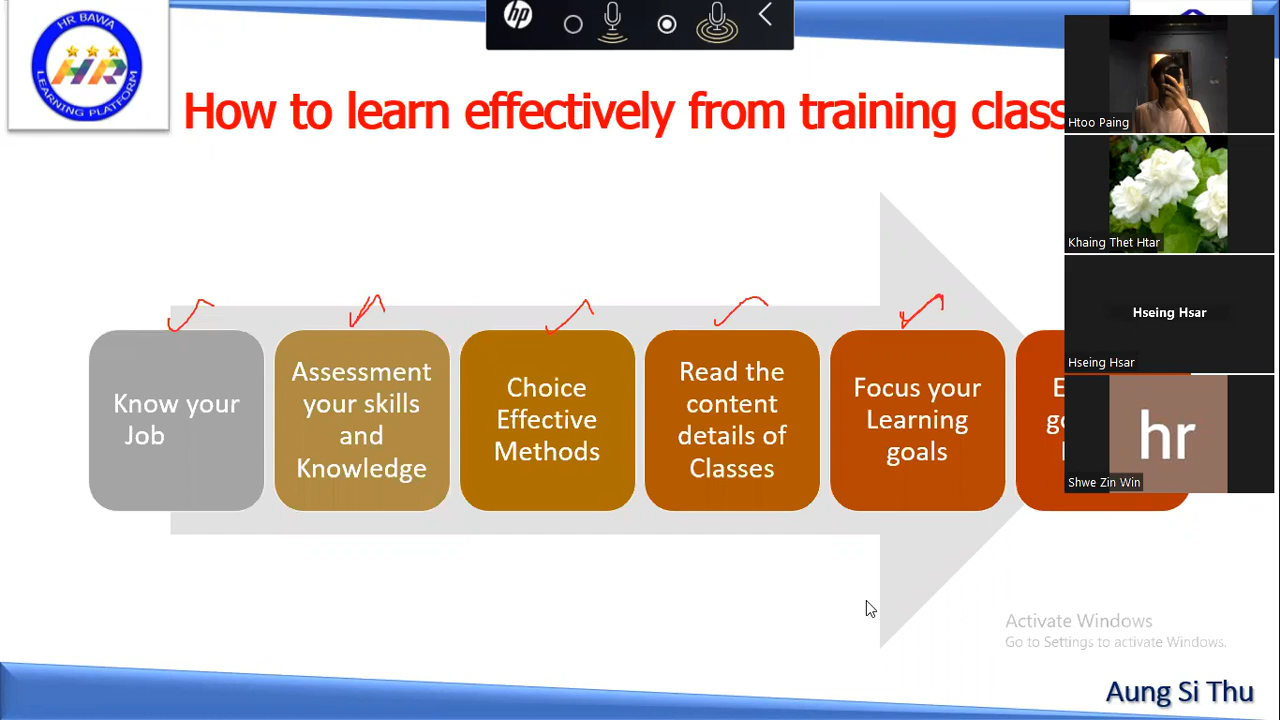 HR BAWA
HR
LEARNING PLATFORM
hp
How to learn effectively from training class
Htoo Paing
Khaing Thet Htar
Hseing Hsar
Hseing Hsar
hr
Shwe Zin Win
Know your
Job
Assessment
your skills
and
Knowledge
Choice
Effective
Methods
Read the
content
details of
Classes
Focus your
Learning
goals
Activate Windows
Go to Settings to activate Windows.
Aung Si Thu